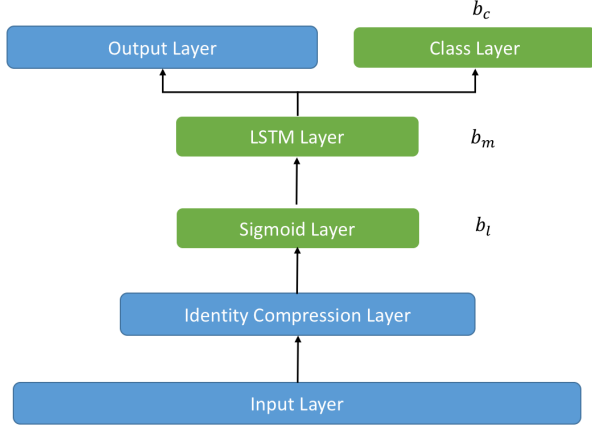 b_c
Output Layer
Class Layer
LSTM Layer
b_m
Sigmoid Layer
b_l
Identity Compression Layer
Input Layer